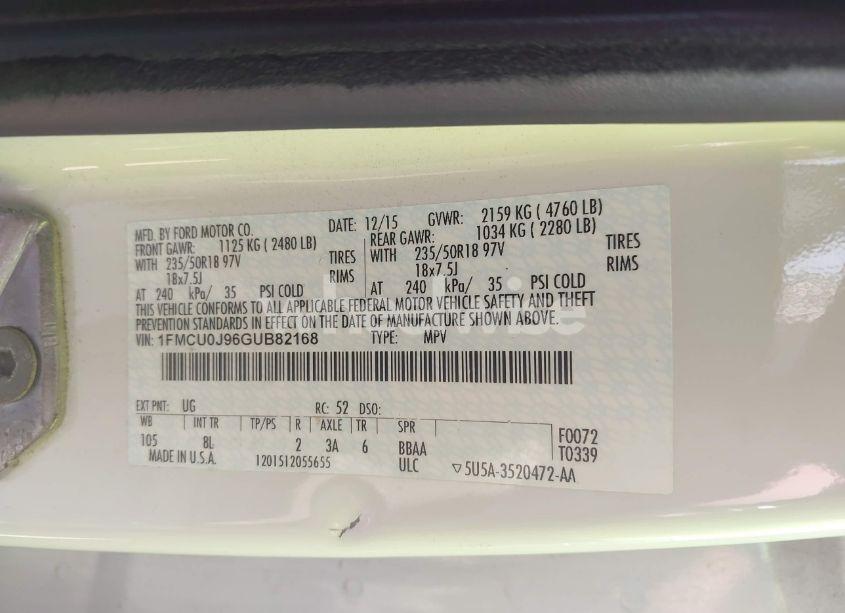 MFD. BY FORD MOTOR CO. DATE: 12/15 GVWR: 2159 KG ( 4760 LB)
FRONT GAWR: 1125 KG ( 2480 LB) REAR GAWR: 1034 KG ( 2280 LB)
WITH 235/50R18 97V TIRES WITH 235/50R18 97V TIRES
18x7.5J RIMS 18x7.5J RIMS
AT 240 kPa/ 35 PSI COLD AT 240 kPa/ 35 PSI COLD
THIS VEHICLE CONFORMS TO ALL APPLICABLE FEDERAL MOTOR VEHICLE SAFETY AND THEFT
PREVENTION STANDARDS IN EFFECT ON THE DATE OF MANUFACTURE SHOWN ABOVE.
VIN: 1FMCU0J96GUB82168 TYPE: MPV
EXT PNT: UG RC: 52 DSO:
WB INT TR TP/PS R AXLE TR SPR
105 8L 2 3A 6 BBAA F0072
MADE IN U.S.A. 1201512055655 ULC T0339
▽5U5A-3520472-AA